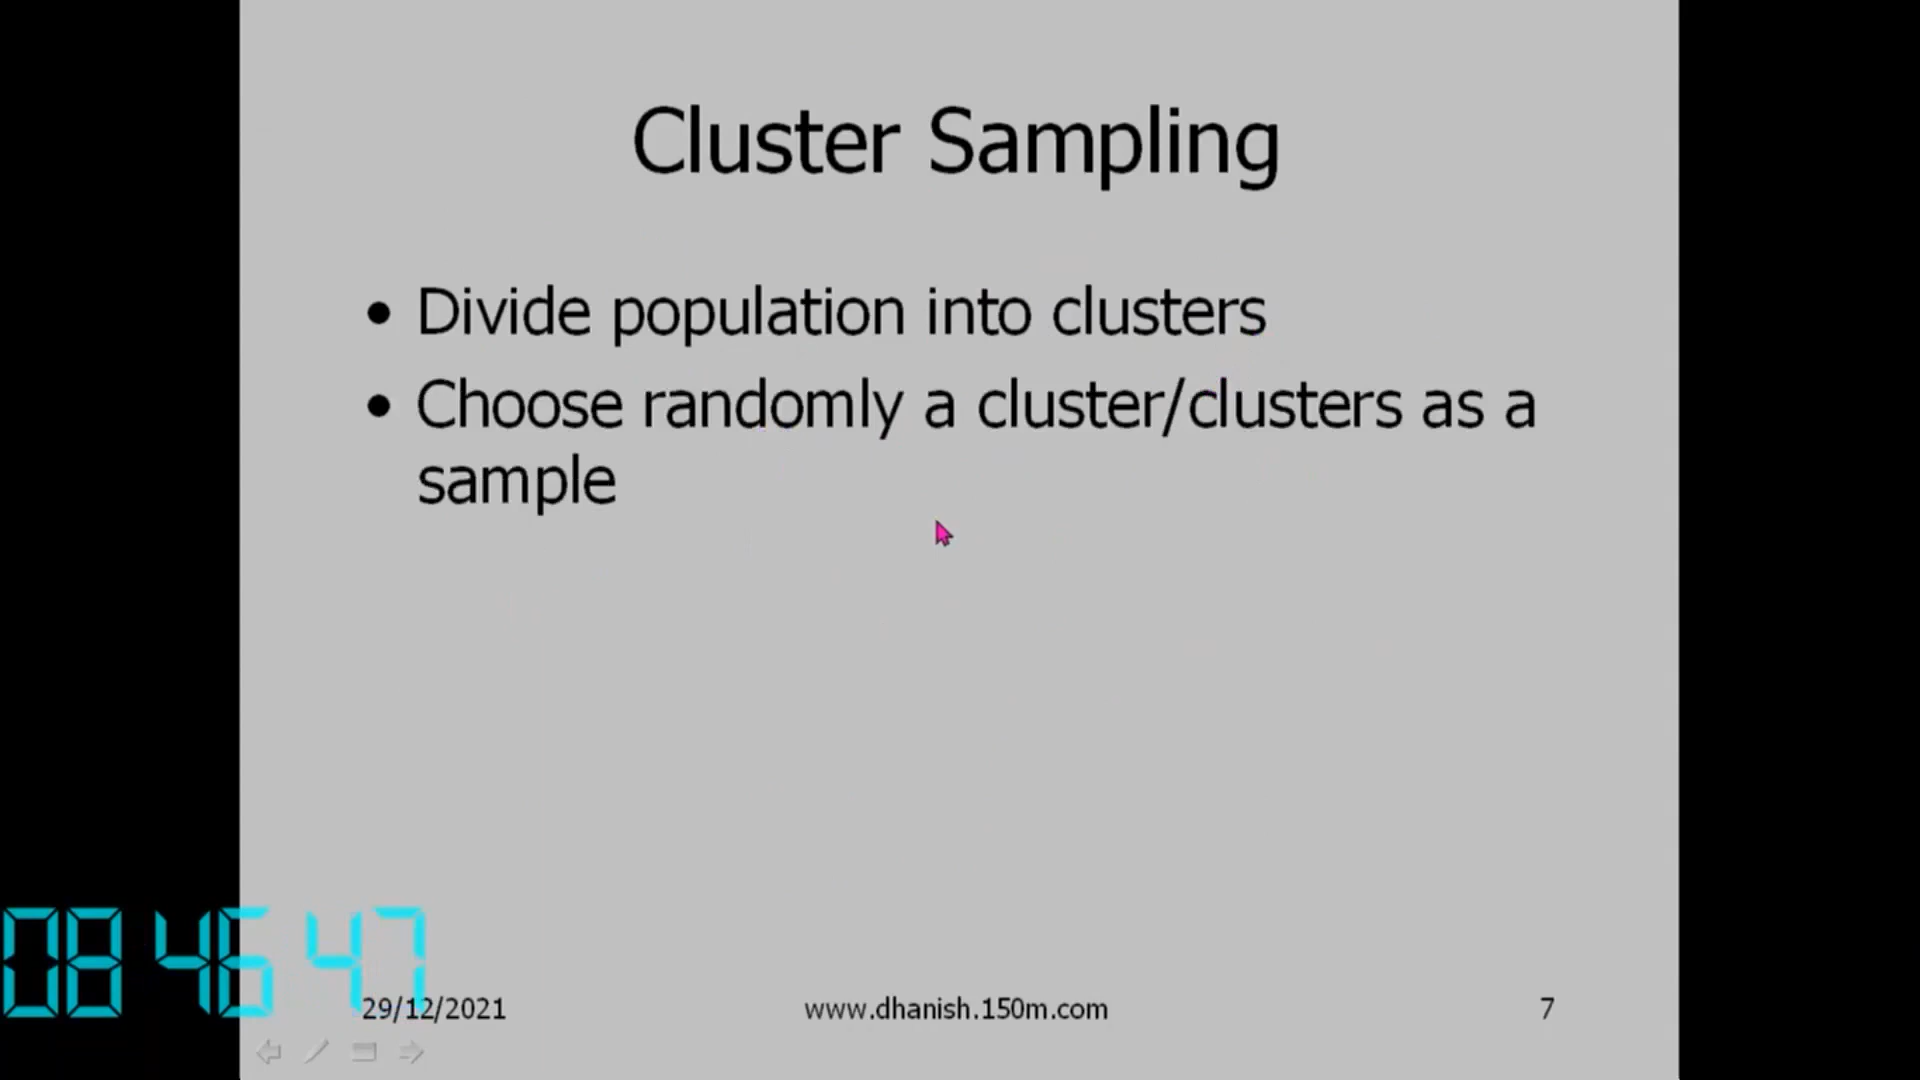 Cluster Sampling
• Divide population into clusters
• Choose randomly a cluster/clusters as a
sample
08 46 47
29/12/2021
www.dhanish.150m.com
7